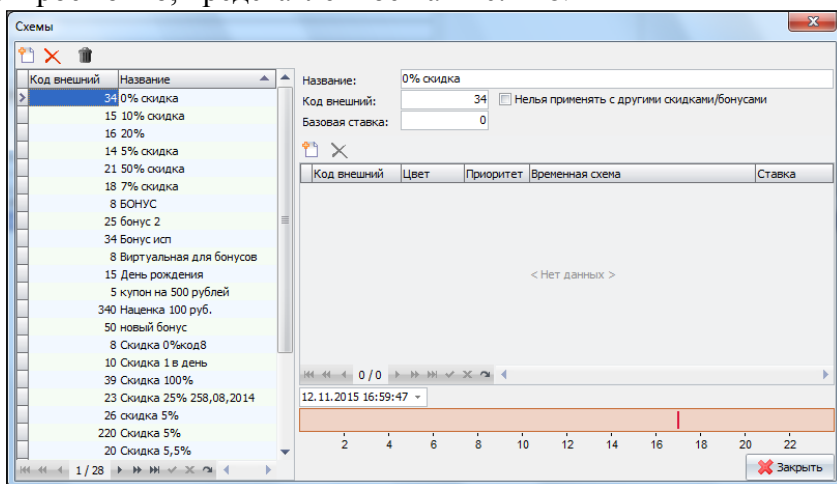 Схемы
Код внешний Название
34 0% скидка
15 10% скидка
16 20%
14 5% скидка
21 50% скидка
18 7% скидка
8 БОНУС
25 бонус 2
34 Бонус исп
8 Виртуальная для бонусов
15 День рождения
5 купон на 500 рублей
340 Наценка 100 руб.
50 новый бонус
8 Скидка 0%код8
10 Скидка 1 в день
39 Скидка 100%
23 Скидка 25% 258,08,2014
26 скидка 5%
220 Скидка 5%
20 Скидка 5,5%
1 / 28
Название: 0% скидка
Код внешний: 34 Нелья применять с другими скидками/бонусами
Базовая ставка: 0
Код внешний Цвет Приоритет Временная схема Ставка
< Нет данных >
0 / 0
12.11.2015 16:59:47
2 4 6 8 10 12 14 16 18 20 22
Закрыть